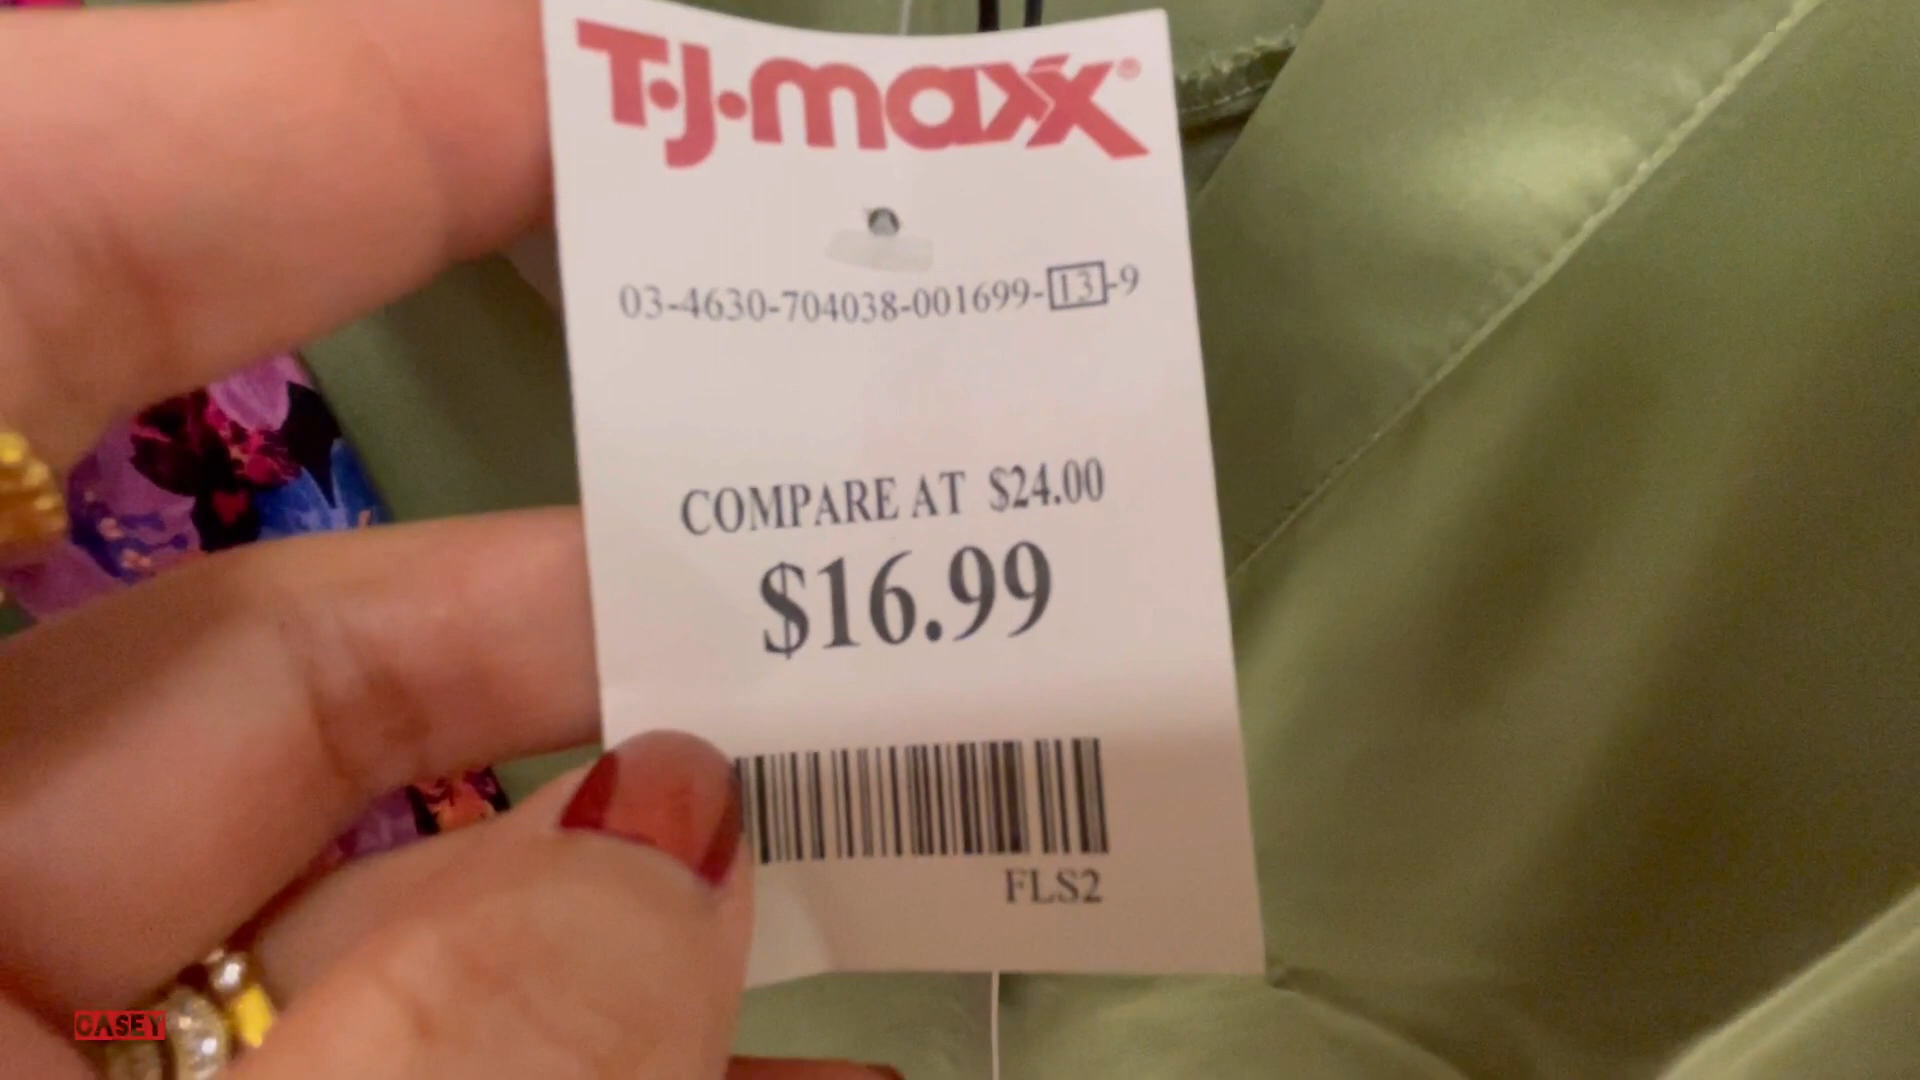 T·J·maxx®
03-4630-704038-001699-13-9
COMPARE AT $24.00
$16.99
FLS2
CASEY